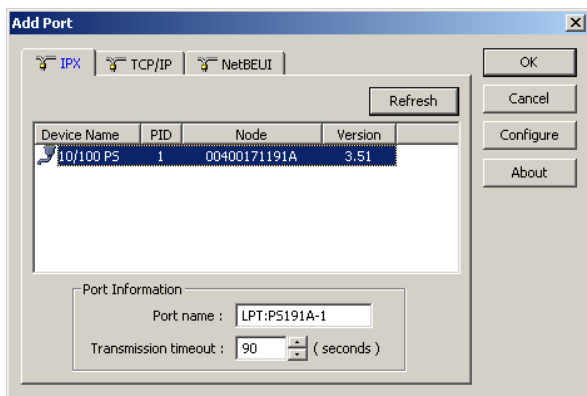 Add Port
IPX TCP/IP NetBEUI
Refresh
Device Name PID Node Version
10/100 PS 1 00400171191A 3.51
Port Information
Port name : LPT:PS191A-1
Transmission timeout : 90 ( seconds )
OK
Cancel
Configure
About